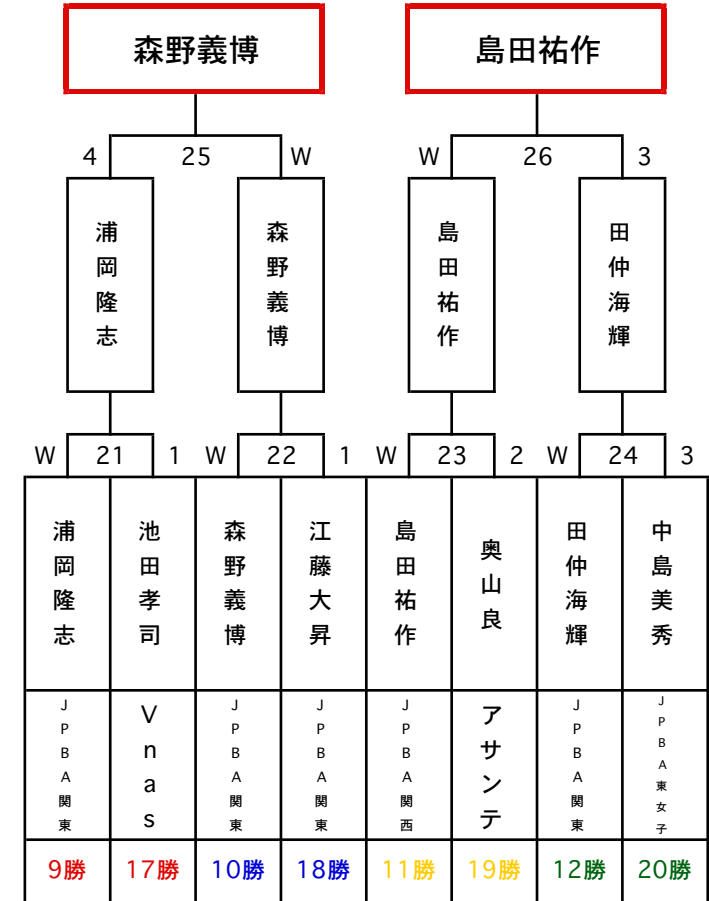 森野義博 島田祐作
4 25 W W 26 3
浦岡隆志 森野義博 島田祐作 田仲海輝
W 21 1 W 22 1 W 23 2 W 24 3
浦岡隆志 池田孝司 森野義博 江藤大昇 島田祐作 奥山良 田仲海輝 中島美秀
JPBA関東 Vnas JPBA関東 JPBA関東 JPBA関西 アサンテ JPBA関東 JPBA東女子
9勝 17勝 10勝 18勝 11勝 19勝 12勝 20勝